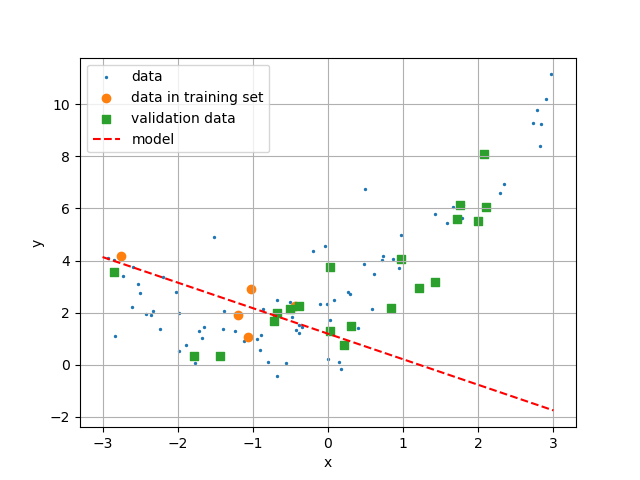 data
data in training set
validation data
model
10
8
6
4
2
0
−2
y
−3
−2
−1
0
1
2
3
x